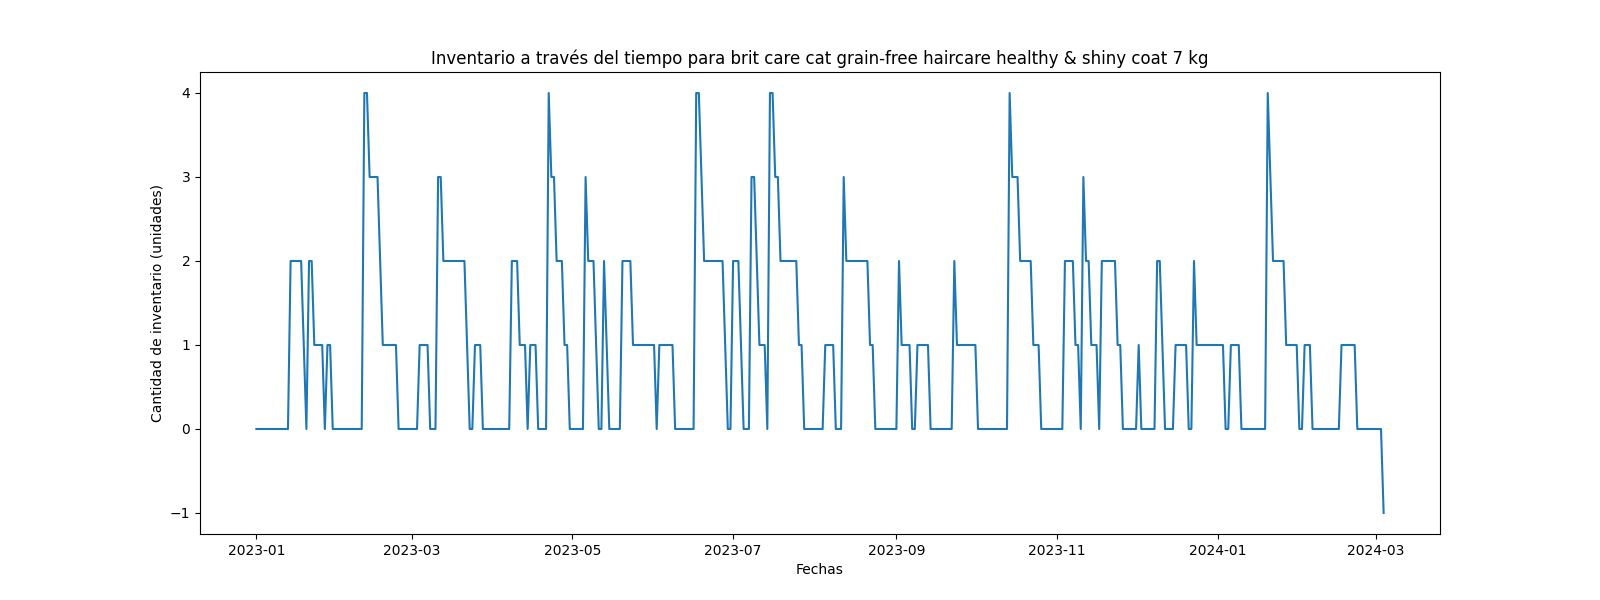 Inventario a través del tiempo para brit care cat grain-free haircare healthy & shiny coat 7 kg
Cantidad de inventario (unidades)
4
3
2
1
0
−1
2023-01 2023-03 2023-05 2023-07 2023-09 2023-11 2024-01 2024-03
Fechas